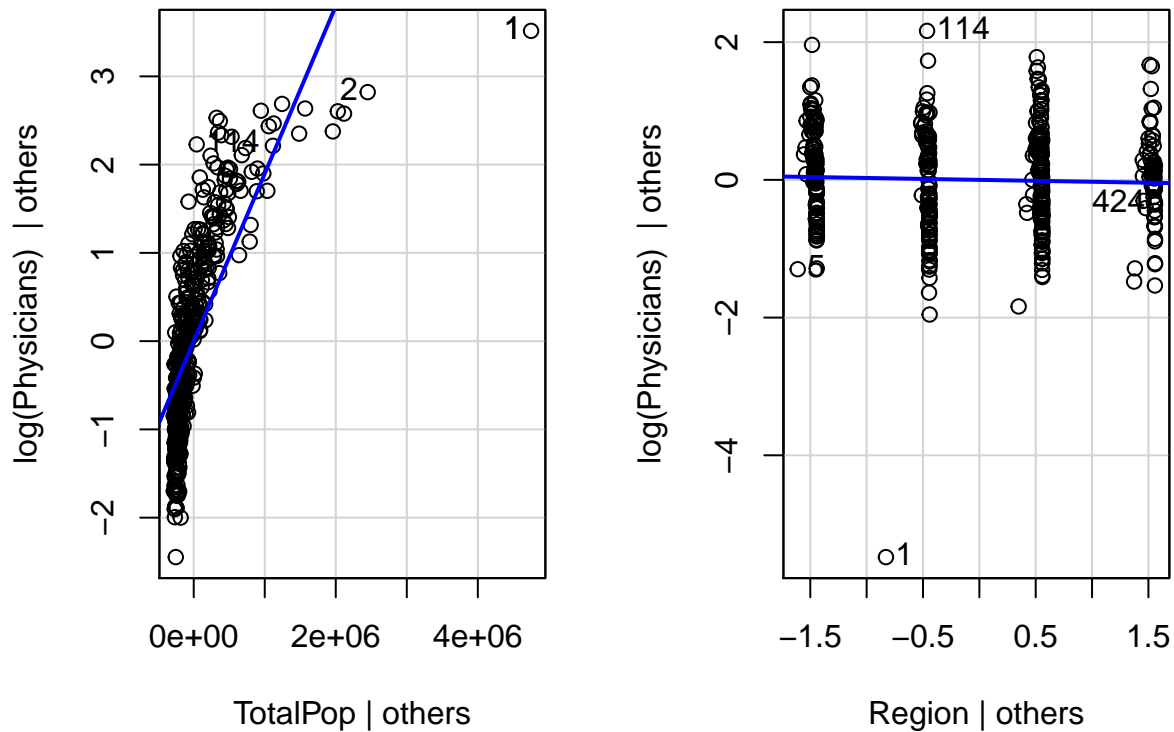 log(Physicians) | others
3
2
1
0
−1
−2
1
2
0e+00 2e+06 4e+06
TotalPop | others
log(Physicians) | others
2
0
−2
−4
114
424
5
1
−1.5 −0.5 0.5 1.5
Region | others